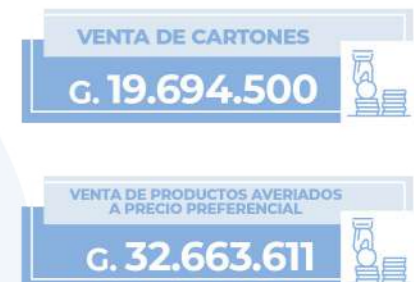 VENTA DE CARTONES
G. 19.694.500
VENTA DE PRODUCTOS AVERIADOS
A PRECIO PREFERENCIAL
G. 32.663.611